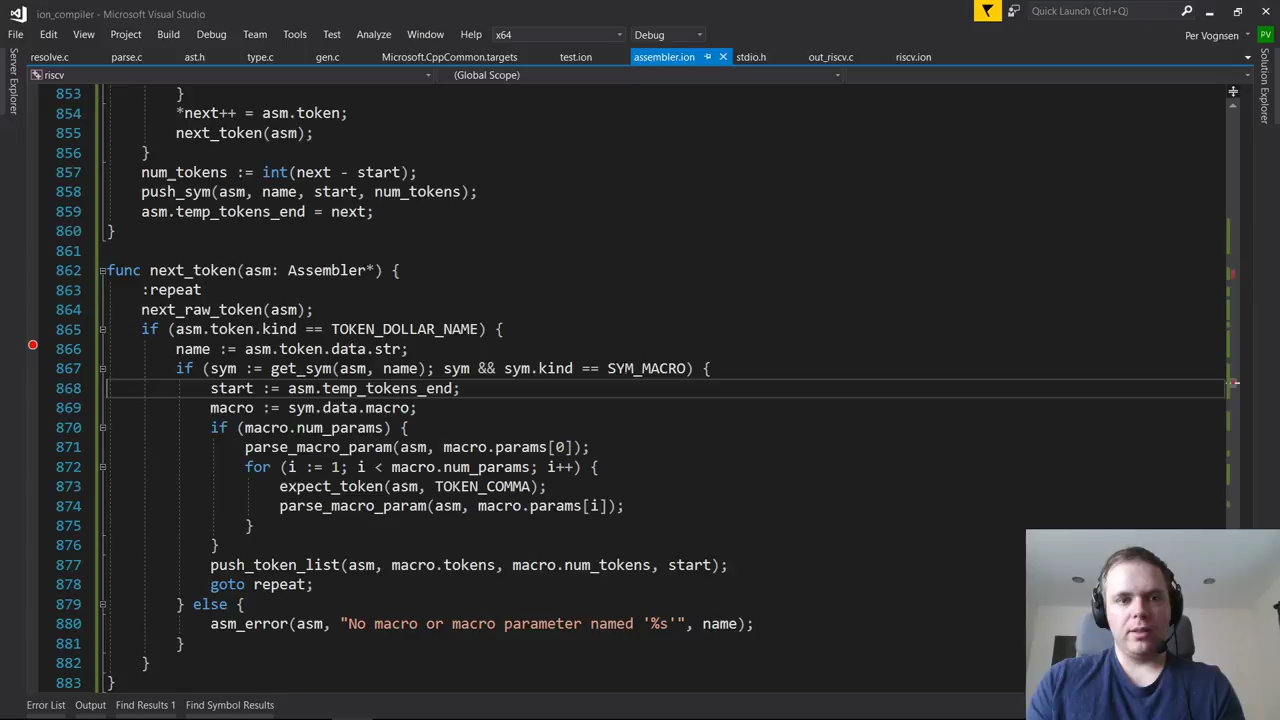 ion_compiler - Microsoft Visual Studio
Quick Launch (Ctrl+Q)
File Edit View Project Build Debug Team Tools Test Analyze Window Help x64 Debug
Per Vognsen PV
resolve.c parse.c ast.h type.c gen.c Microsoft.CppCommon.targets test.ion assembler.ion stdio.h out_riscv.c riscv.ion
riscv (Global Scope)
Server Explorer
Solution Explorer
853 }
854 *next++ = asm.token;
855 next_token(asm);
856 }
857 num_tokens := int(next - start);
858 push_sym(asm, name, start, num_tokens);
859 asm.temp_tokens_end = next;
860 }
861
862 func next_token(asm: Assembler*) {
863 :repeat
864 next_raw_token(asm);
865 if (asm.token.kind == TOKEN_DOLLAR_NAME) {
866 name := asm.token.data.str;
867 if (sym := get_sym(asm, name); sym && sym.kind == SYM_MACRO) {
868 start := asm.temp_tokens_end;
869 macro := sym.data.macro;
870 if (macro.num_params) {
871 parse_macro_param(asm, macro.params[0]);
872 for (i := 1; i < macro.num_params; i++) {
873 expect_token(asm, TOKEN_COMMA);
874 parse_macro_param(asm, macro.params[i]);
875 }
876 }
877 push_token_list(asm, macro.tokens, macro.num_tokens, start);
878 goto repeat;
879 } else {
880 asm_error(asm, "No macro or macro parameter named '%s'", name);
881 }
882 }
883 }
Error List Output Find Results 1 Find Symbol Results